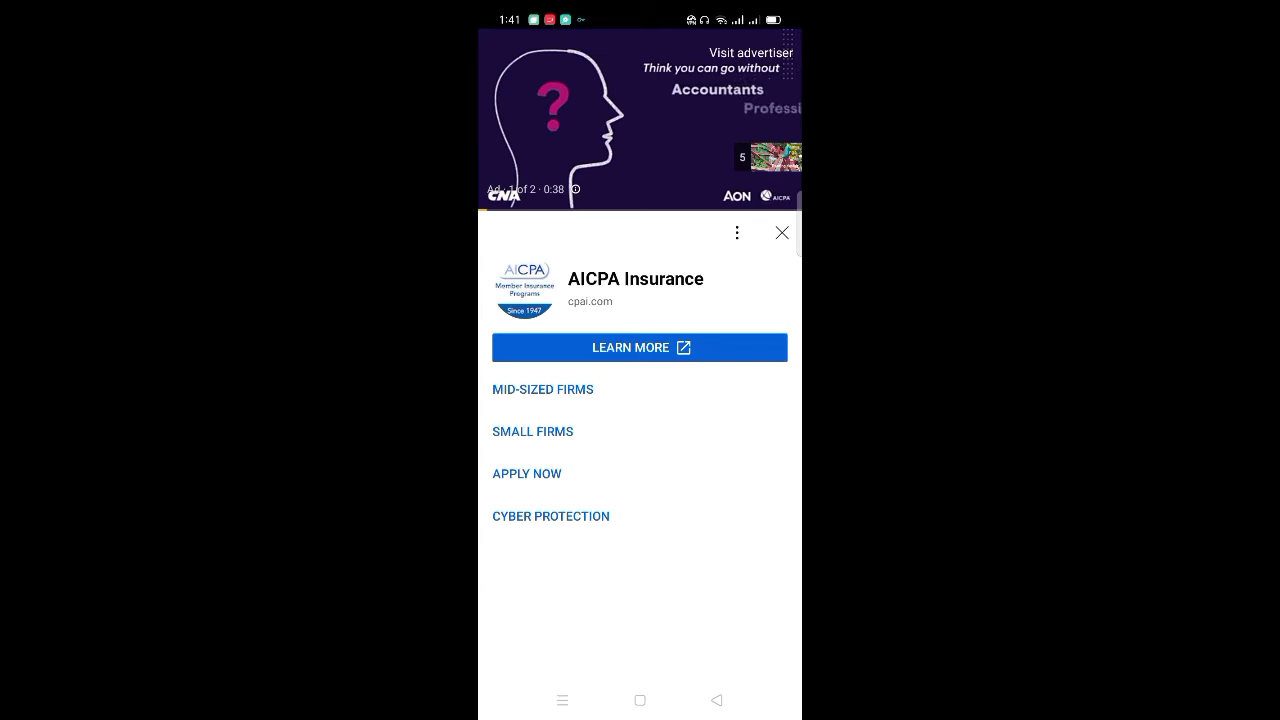 1:41
Visit advertiser
Think you can go without
Accountants
Professi
5
Ad · 1 of 2 · 0:38
CNA
AON
AICPA
AICPA
Member Insurance
Programs
Since 1947
AICPA Insurance
cpai.com
LEARN MORE
MID-SIZED FIRMS
SMALL FIRMS
APPLY NOW
CYBER PROTECTION